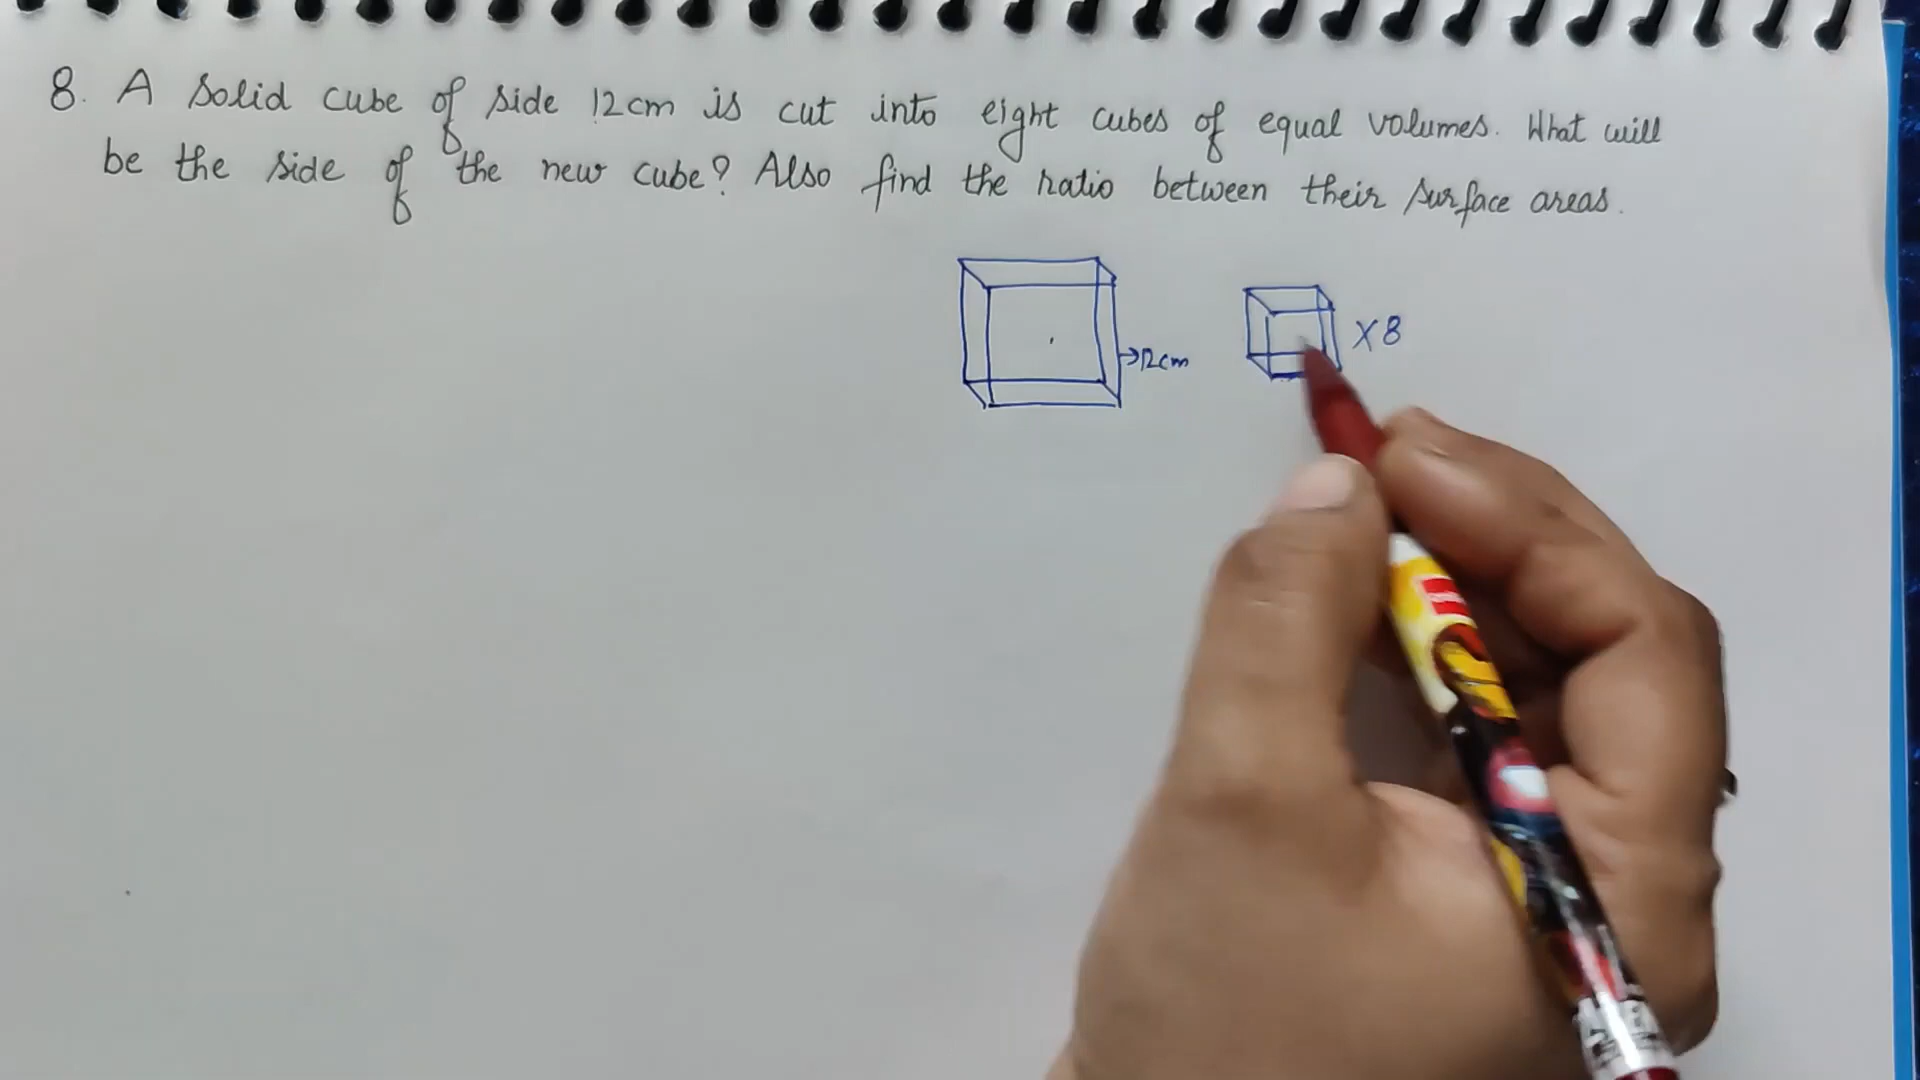 8. A solid cube of side 12cm is cut into eight cubes of equal volumes. What will
be the side of the new cube? Also find the ratio between their surface areas.
→12cm
X 8